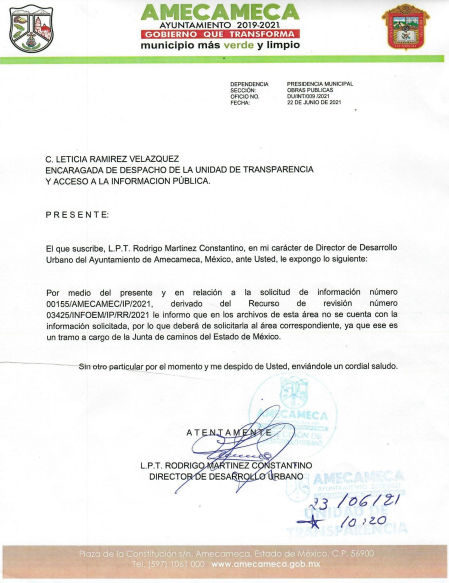 AMECAMECA
AYUNTAMIENTO 2019-2021
GOBIERNO QUE TRANSFORMA
municipio más verde y limpio
DEPENDENCIA PRESIDENCIA MUNICIPAL
SECCIÓN: OBRAS PUBLICAS
OFICIO NO. DU/INT/009 /2021
FECHA: 22 DE JUNIO DE 2021
C. LETICIA RAMIREZ VELAZQUEZ
ENCARAGADA DE DESPACHO DE LA UNIDAD DE TRANSPARENCIA
Y ACCESO A LA INFORMACION PÚBLICA.
P R E S E N T E:
El que suscribe, L.P.T. Rodrigo Martinez Constantino, en mi carácter de Director de Desarrollo
Urbano del Ayuntamiento de Amecameca, México, ante Usted, le expongo lo siguiente:
Por medio del presente y en relación a la solicitud de información número
00155/AMECAMEC/IP/2021, derivado del Recurso de revisión número
03425/INFOEM/IP/RR/2021 le informo que en los archivos de esta área no se cuenta con la
información solicitada, por lo que deberá de solicitarla al área correspondiente, ya que ese es
un tramo a cargo de la Junta de caminos del Estado de México.
Sin otro particular por el momento y me despido de Usted, enviándole un cordial saludo.
AMECAMECA
A T E N T A M E N T E
L.P.T. RODRIGO MARTINEZ CONSTANTINO
DIRECTOR DE DESARROLLO URBANO
AMECAMECA
23/06/21
10:20
UNIDAD DE
TRANSPARENCIA
Plaza de la Constitución s/n, Amecameca, Estado de México. C.P. 56900
Tel. (597) 1061 000 www.amecameca.gob.mx